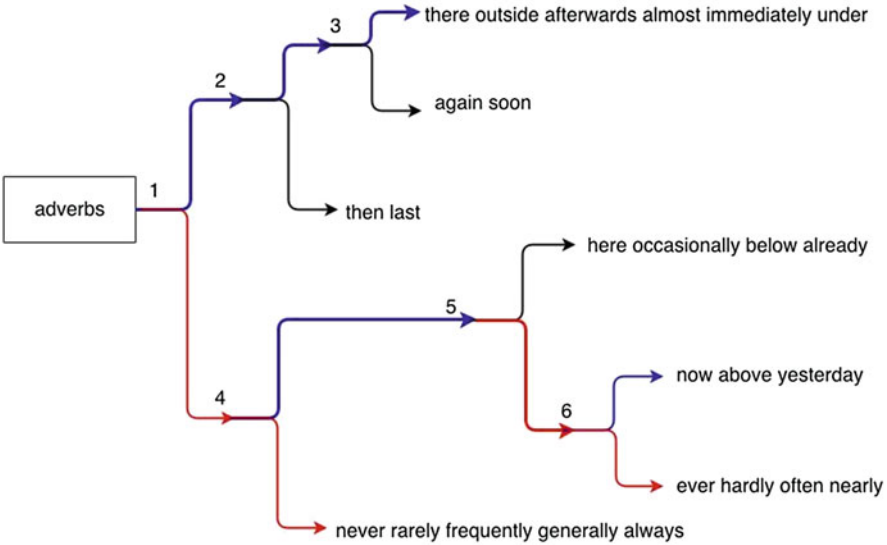 there outside afterwards almost immediately under
3
2
again soon
1
adverbs
then last
here occasionally below already
5
now above yesterday
4
6
ever hardly often nearly
never rarely frequently generally always